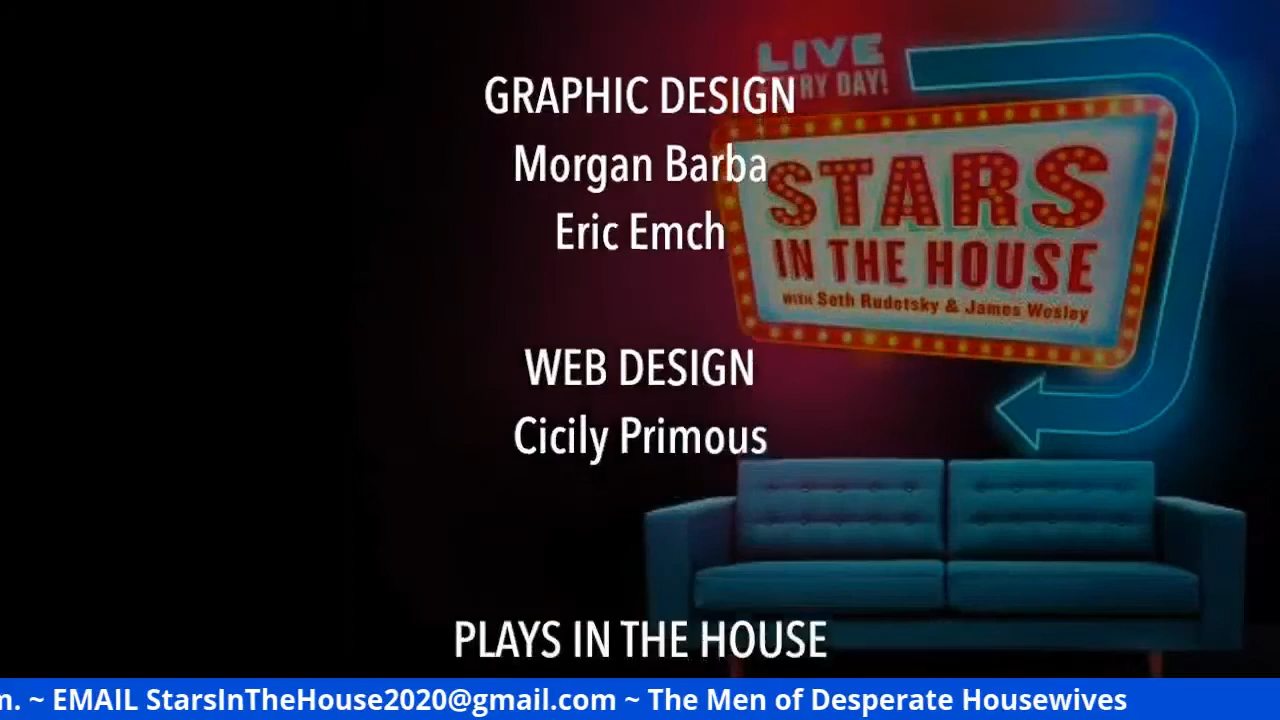 LIVE
RY DAY!
GRAPHIC DESIGN
Morgan Barba
Eric Emch
STARS
IN THE HOUSE
WITH Seth Rudetsky & James Wesley
WEB DESIGN
Cicily Primous
PLAYS IN THE HOUSE
m. ~ EMAIL StarsInTheHouse2020@gmail.com ~ The Men of Desperate Housewives